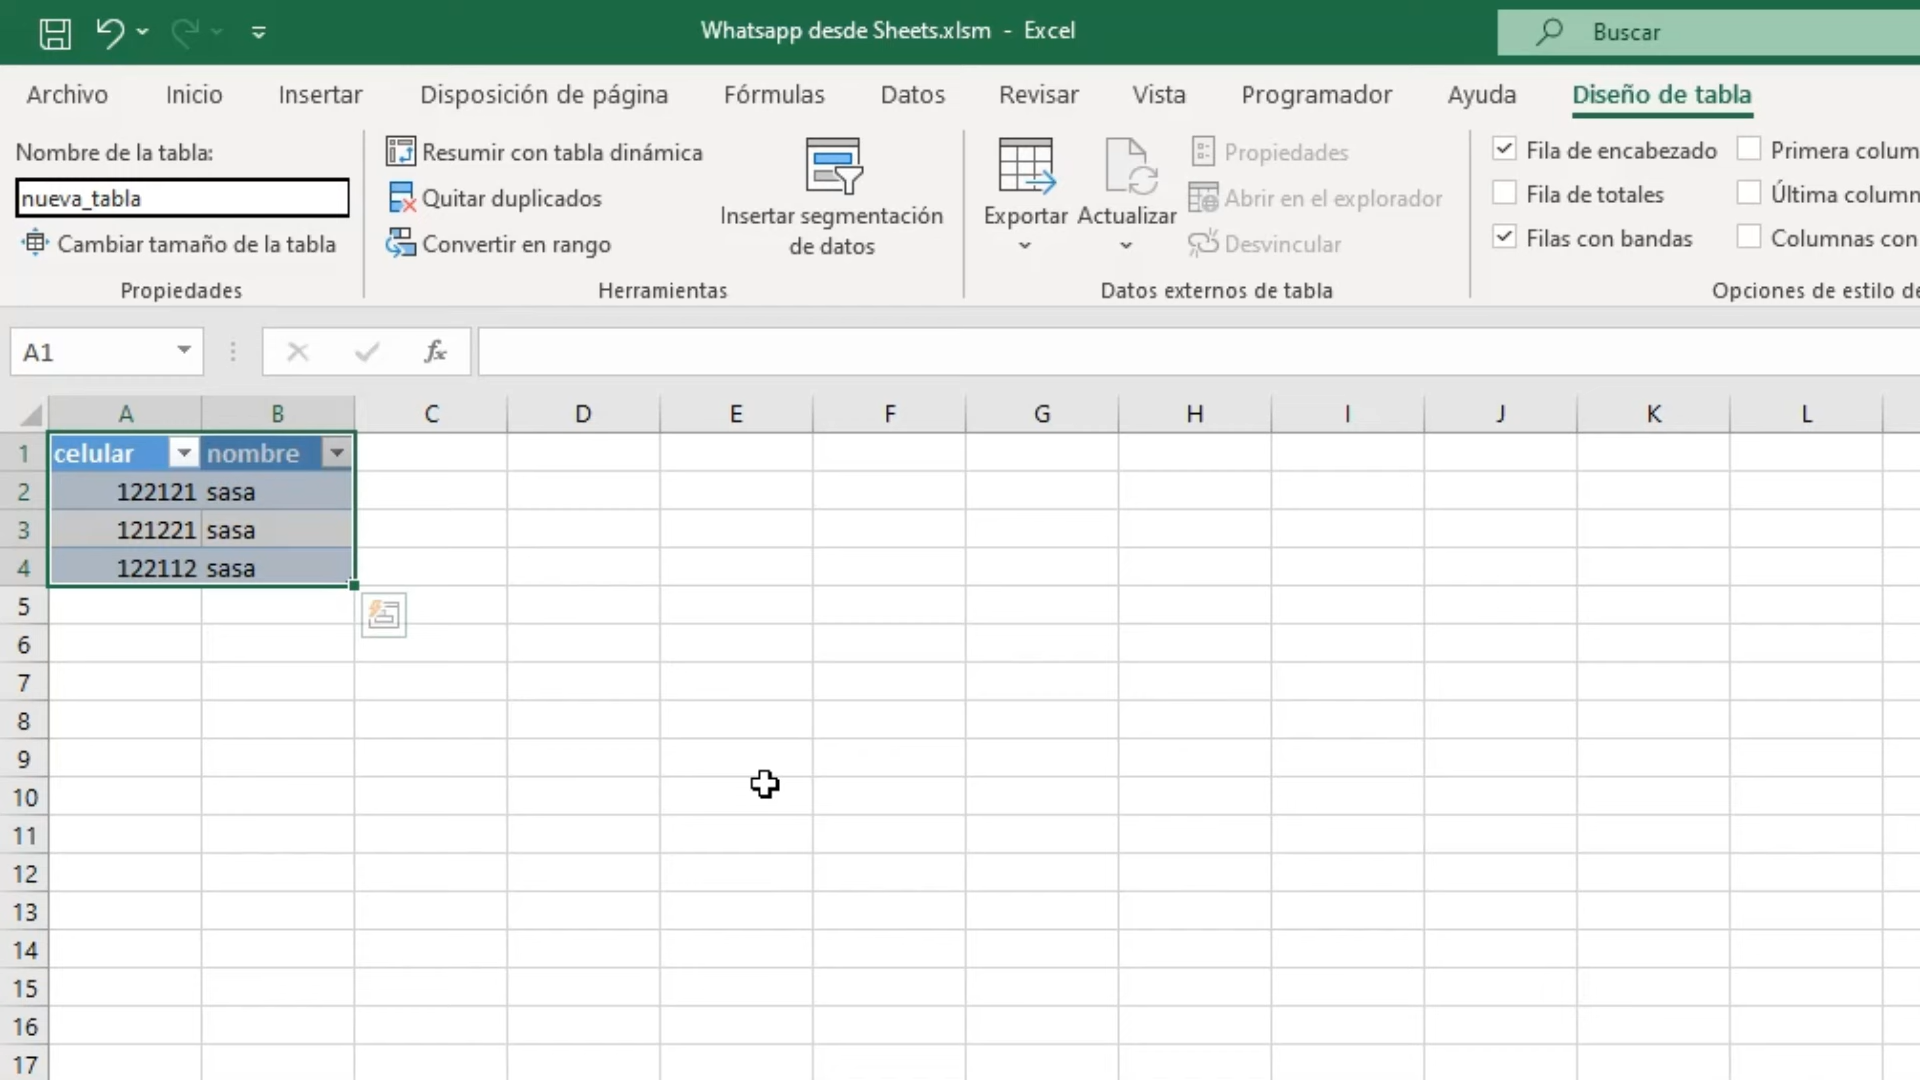 Whatsapp desde Sheets.xlsm - Excel
Buscar
Archivo Inicio Insertar Disposición de página Fórmulas Datos Revisar Vista Programador Ayuda Diseño de tabla
Nombre de la tabla:
nueva_tabla
Cambiar tamaño de la tabla
Propiedades
Resumir con tabla dinámica
Quitar duplicados
Convertir en rango
Insertar segmentación
de datos
Herramientas
Exportar
Actualizar
Propiedades
Abrir en el explorador
Desvincular
Datos externos de tabla
Fila de encabezado
Fila de totales
Filas con bandas
Primera colum
Última column
Columnas con
Opciones de estilo de
A1
fx
A B C D E F G H I J K L
1 celular nombre
2 122121 sasa
3 121221 sasa
4 122112 sasa
5
6
7
8
9
10
11
12
13
14
15
16
17